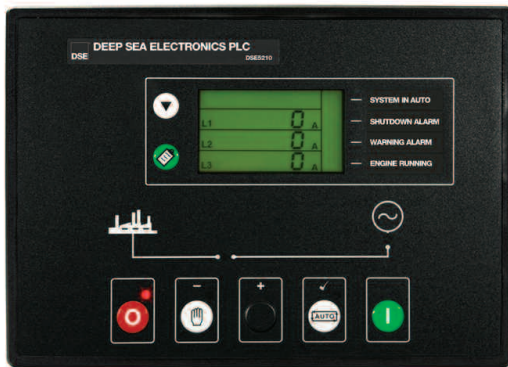 DEEP SEA ELECTRONICS PLC
DSE
DSE5210
L1 0 A
L2 0 A
L3 0 A
SYSTEM IN AUTO
SHUTDOWN ALARM
WARNING ALARM
ENGINE RUNNING
- + ✓
O AUTO I